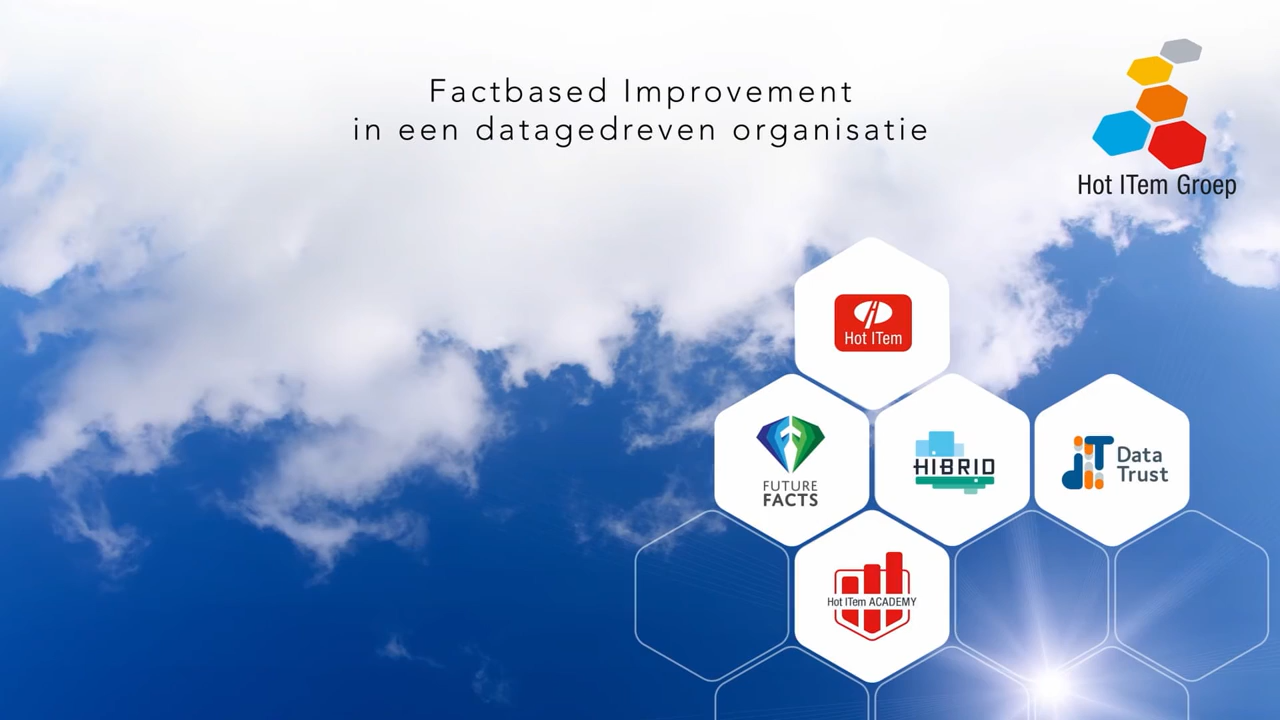 Factbased Improvement
in een datagedreven organisatie
Hot ITem Groep
Hot ITem
FUTURE
FACTS
HIBRID
dIT Data
Trust
Hot ITem ACADEMY